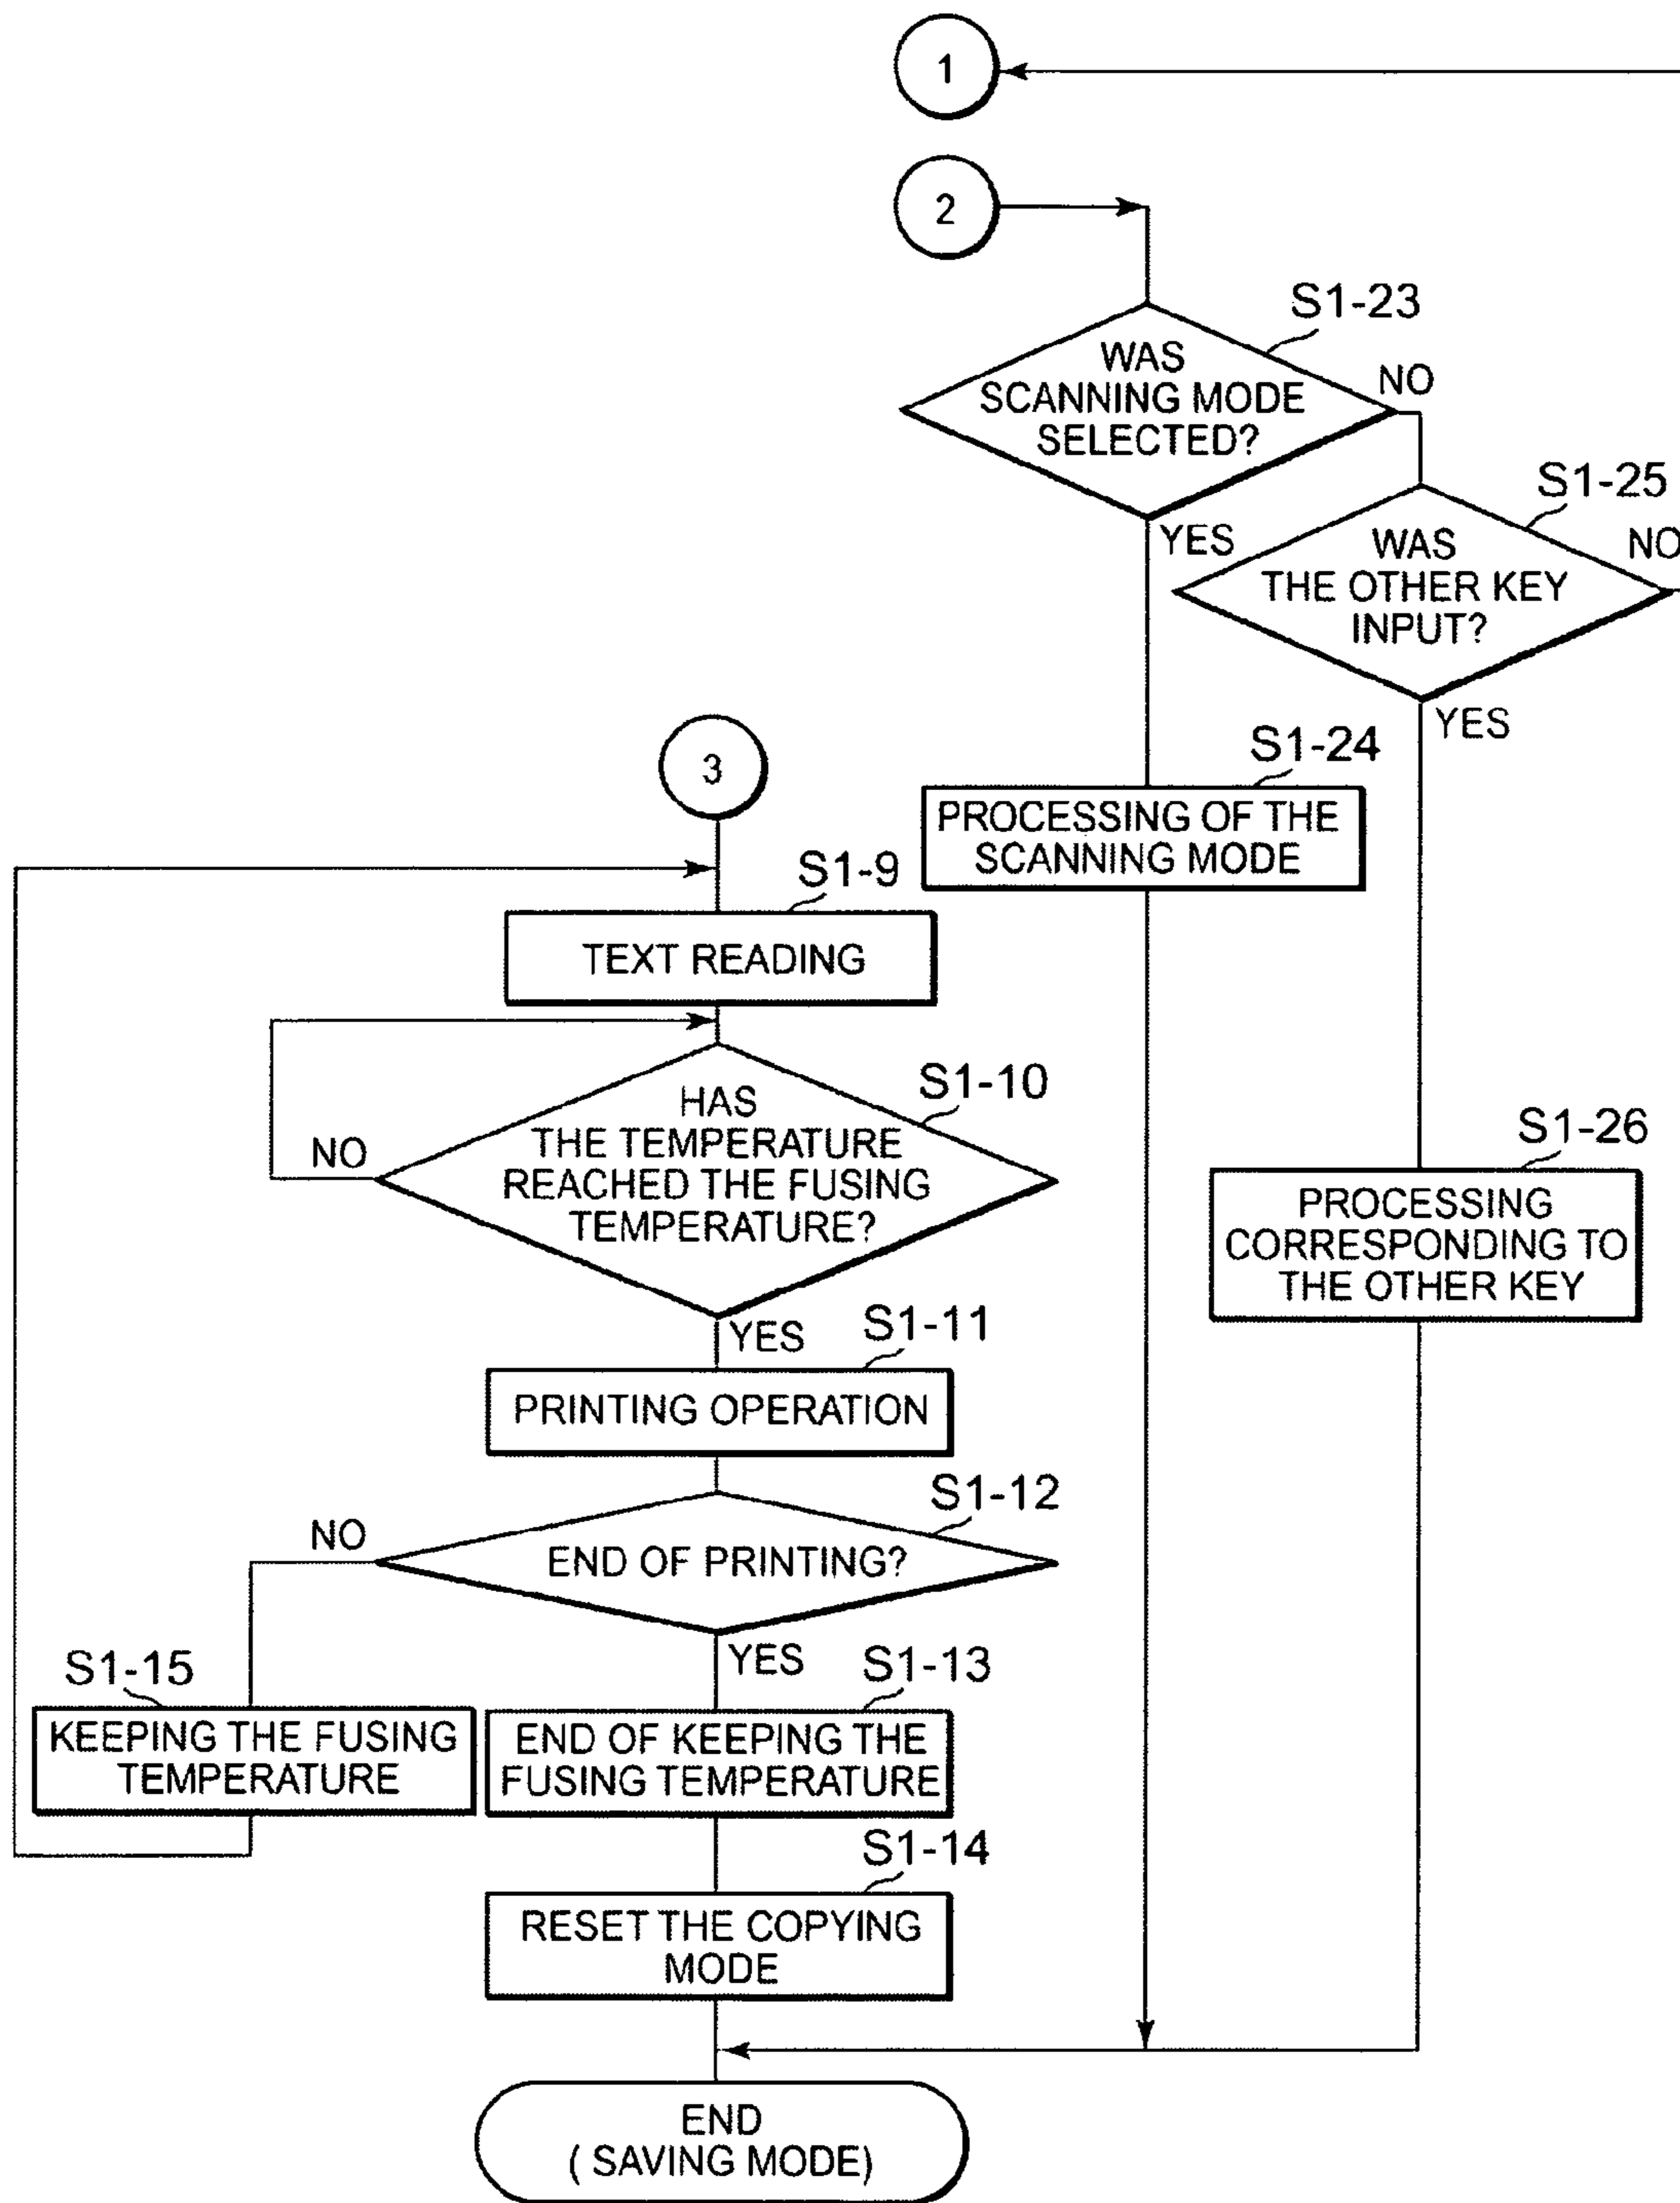 1
2
S1-23
WAS
SCANNING MODE
SELECTED?
NO
YES
S1-25
WAS
THE OTHER KEY
INPUT?
NO
YES
S1-24
PROCESSING OF THE
SCANNING MODE
S1-26
PROCESSING
CORRESPONDING TO
THE OTHER KEY
3
S1-9
TEXT READING
S1-10
HAS
THE TEMPERATURE
REACHED THE FUSING
TEMPERATURE?
NO
YES
S1-11
PRINTING OPERATION
S1-12
END OF PRINTING?
NO
YES
S1-15
KEEPING THE FUSING
TEMPERATURE
S1-13
END OF KEEPING THE
FUSING TEMPERATURE
S1-14
RESET THE COPYING
MODE
END
( SAVING MODE)